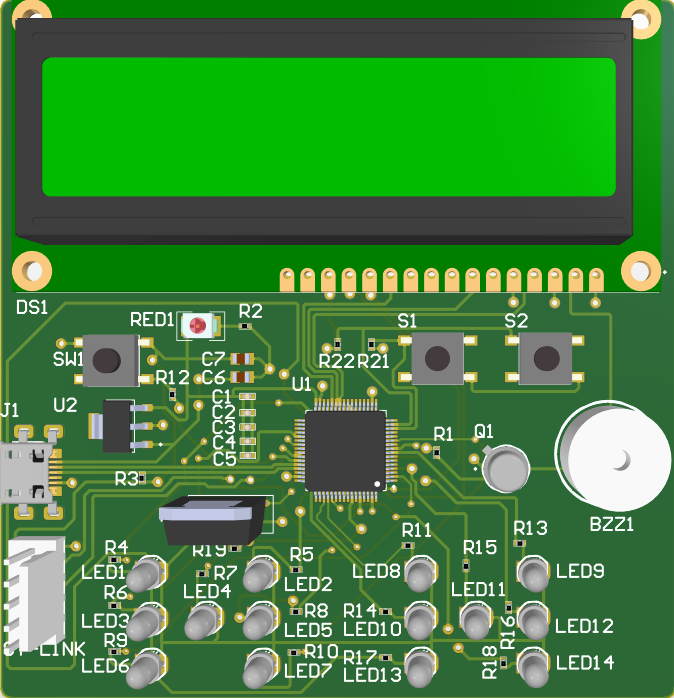 DS1
RED1
R2
S1
S2
SW1
R22
R21
C7
C6
U1
R12
J1
U2
C1
C2
C3
C4
C5
R1
Q1
R3
BZZ1
R11
R13
R19
R4
R5
R15
LED1
R7
LED2
LED8
LED9
R6
LED4
LED11
LED3
R8
LED5
R14
LED10
R16
LED12
LED6
R9
R10
LED7
R17
LED13
R18
LED14
-LINK